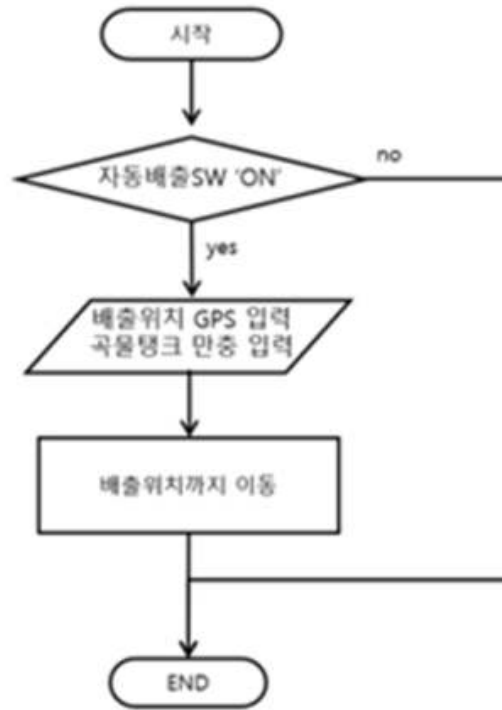 시작
자동배출SW 'ON'
no
yes
배출위치 GPS 입력
곡물탱크 만충 입력
배출위치까지 이동
END